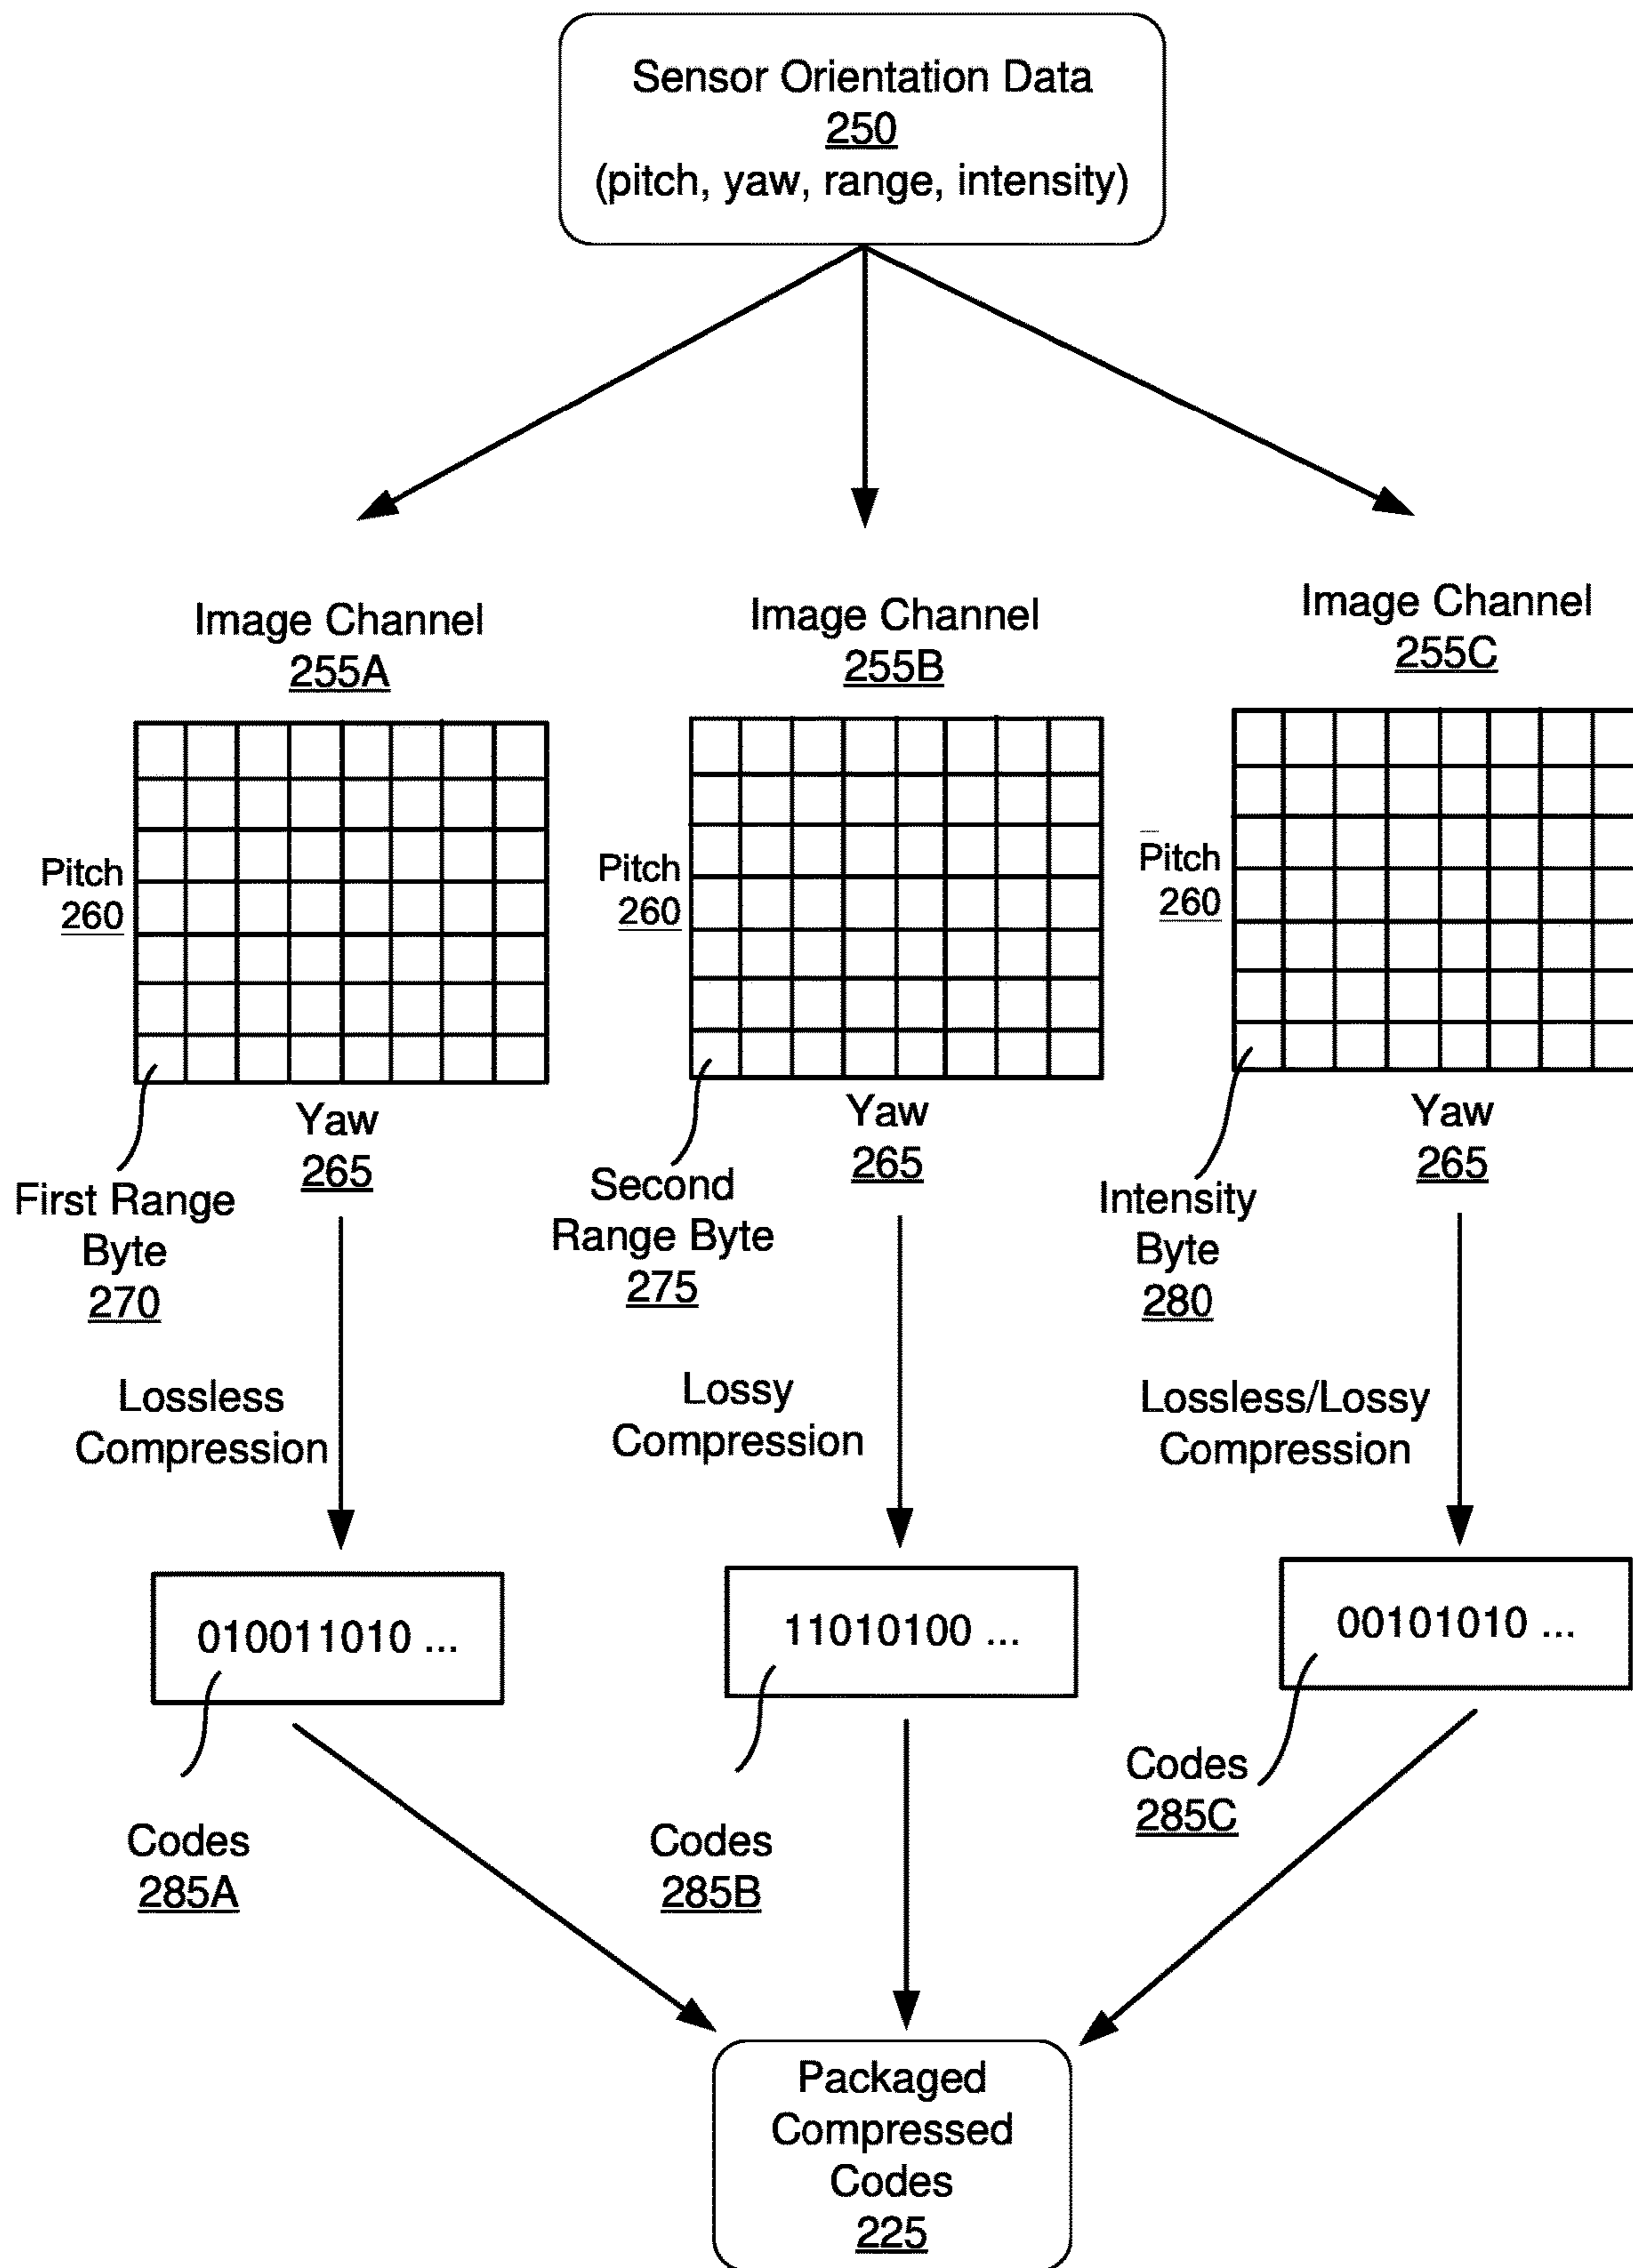 Sensor Orientation Data
250
(pitch, yaw, range, intensity)
Image Channel
255A
Image Channel
255B
Image Channel
255C
Pitch
260
Pitch
260
Pitch
260
Yaw
265
Yaw
265
Yaw
265
First Range
Byte
270
Second
Range Byte
275
Intensity
Byte
280
Lossless
Compression
Lossy
Compression
Lossless/Lossy
Compression
010011010 ...
11010100 ...
00101010 ...
Codes
285A
Codes
285B
Codes
285C
Packaged
Compressed
Codes
225